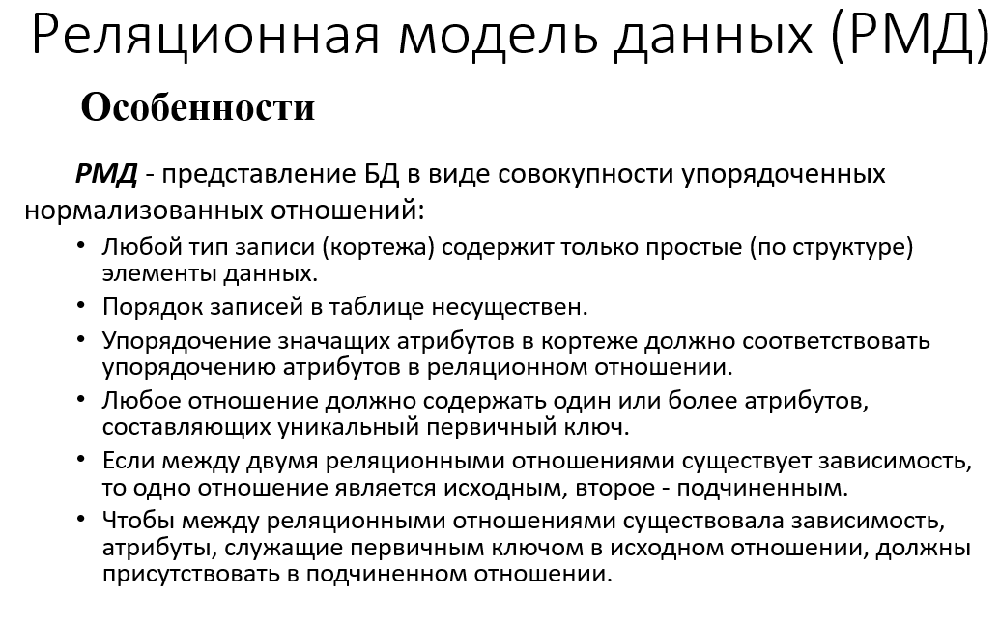 Реляционная модель данных (РМД)
Особенности
РМД - представление БД в виде совокупности упорядоченных
нормализованных отношений:
• Любой тип записи (кортежа) содержит только простые (по структуре)
элементы данных.
• Порядок записей в таблице несуществен.
• Упорядочение значащих атрибутов в кортеже должно соответствовать
упорядочению атрибутов в реляционном отношении.
• Любое отношение должно содержать один или более атрибутов,
составляющих уникальный первичный ключ.
• Если между двумя реляционными отношениями существует зависимость,
то одно отношение является исходным, второе - подчиненным.
• Чтобы между реляционными отношениями существовала зависимость,
атрибуты, служащие первичным ключом в исходном отношении, должны
присутствовать в подчиненном отношении.